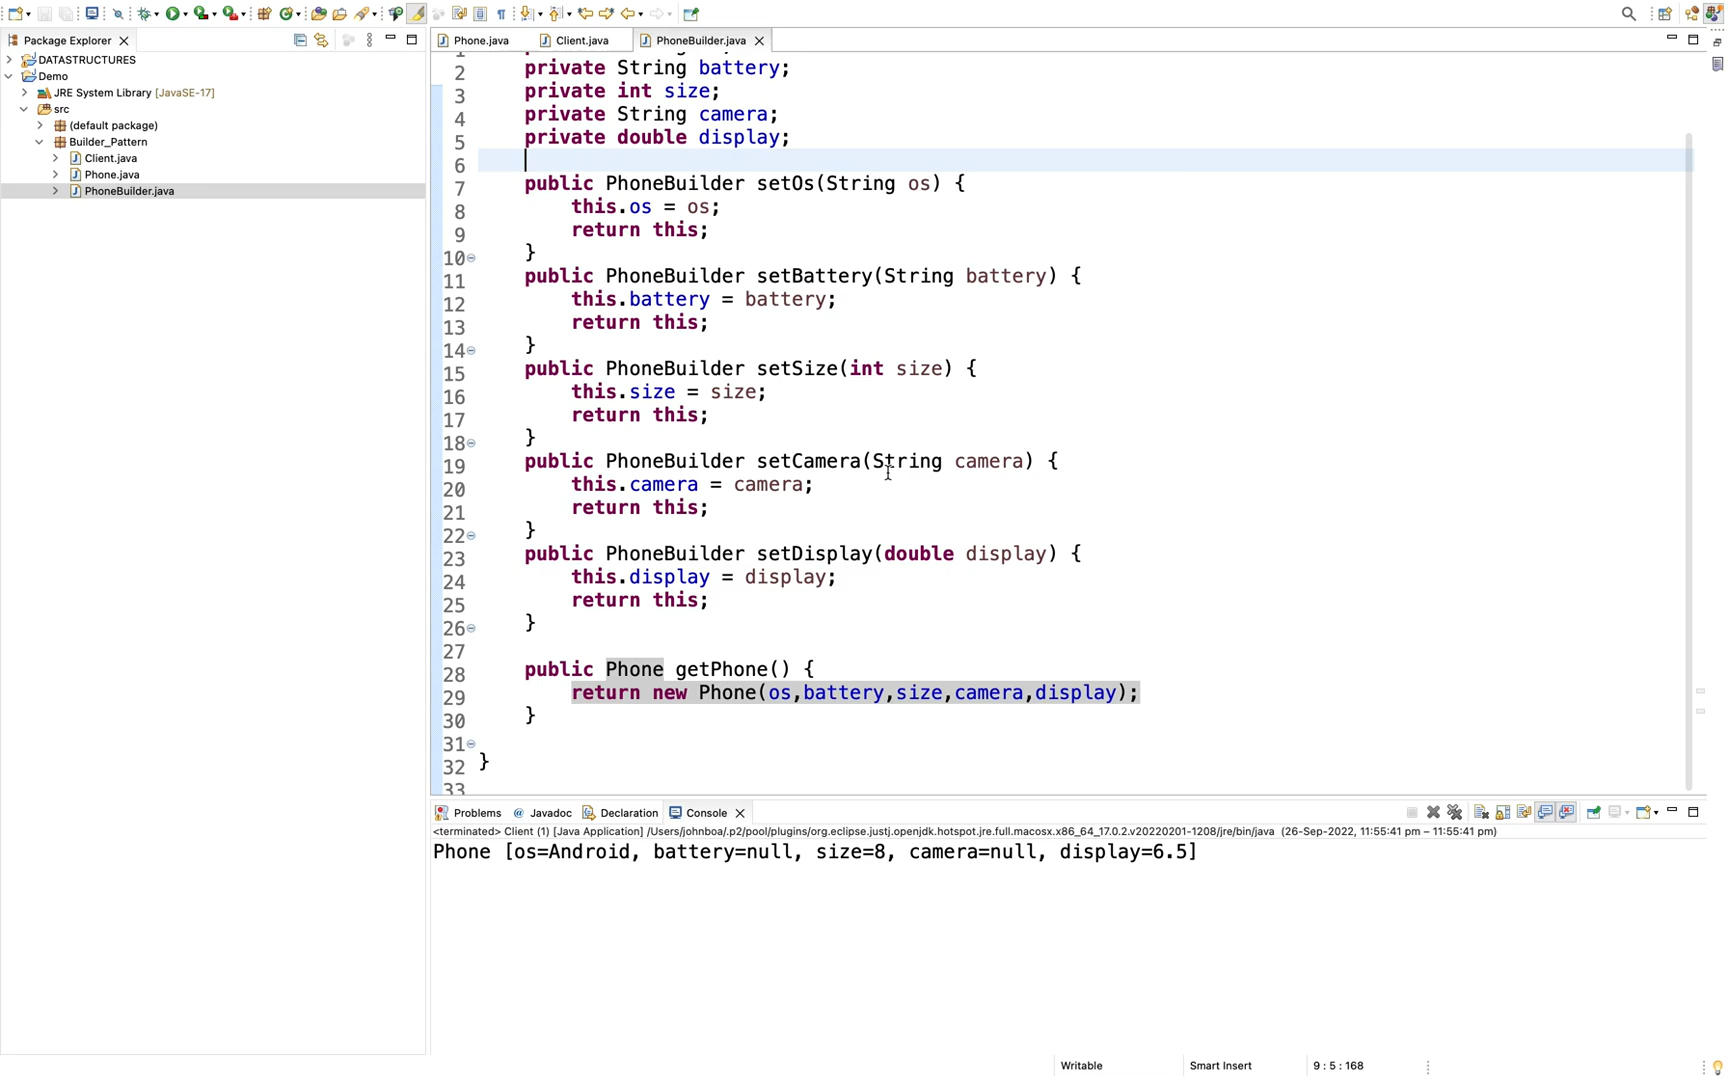 Package Explorer
Phone.java
Client.java
PhoneBuilder.java
DATASTRUCTURES
Demo
JRE System Library [JavaSE-17]
src
(default package)
Builder_Pattern
Client.java
Phone.java
PhoneBuilder.java
2 private String battery;
3 private int size;
4 private String camera;
5 private double display;
6
7 public PhoneBuilder setOs(String os) {
8 this.os = os;
9 return this;
10 }
11 public PhoneBuilder setBattery(String battery) {
12 this.battery = battery;
13 return this;
14 }
15 public PhoneBuilder setSize(int size) {
16 this.size = size;
17 return this;
18 }
19 public PhoneBuilder setCamera(String camera) {
20 this.camera = camera;
21 return this;
22 }
23 public PhoneBuilder setDisplay(double display) {
24 this.display = display;
25 return this;
26 }
27
28 public Phone getPhone() {
29 return new Phone(os,battery,size,camera,display);
30 }
31
32 }
33
Problems @ Javadoc Declaration Console
<terminated> Client (1) [Java Application] /Users/johnboa/.p2/pool/plugins/org.eclipse.justj.openjdk.hotspot.jre.full.macosx.x86_64_17.0.2.v20220201-1208/jre/bin/java (26-Sep-2022, 11:55:41 pm – 11:55:41 pm)
Phone [os=Android, battery=null, size=8, camera=null, display=6.5]
Writable
Smart Insert
9 : 5 : 168